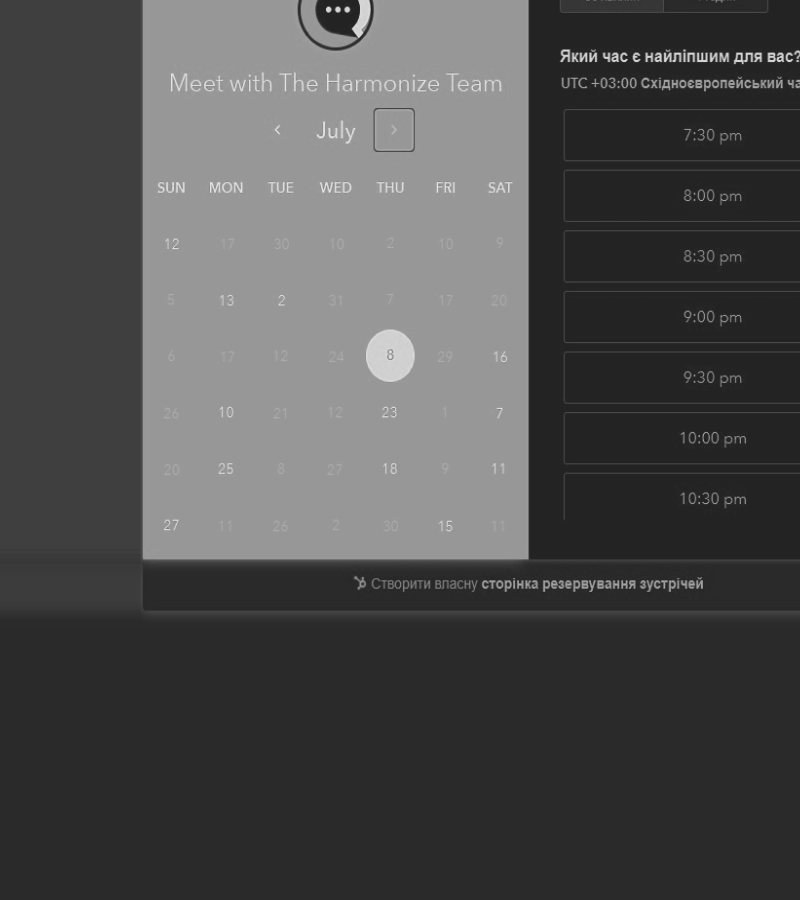 Meet with The Harmonize Team
July
SUN MON TUE WED THU FRI SAT
12 17 30 10 2 10 9
5 13 2 31 7 17 20
6 17 12 24 8 29 16
26 10 21 12 23 1 7
20 25 8 27 18 9 11
27 11 26 2 30 15 11
Який час є найліпшим для вас?
UTC +03:00 Східноєвропейський
7:30 pm
8:00 pm
8:30 pm
9:00 pm
9:30 pm
10:00 pm
10:30 pm
Створити власну сторінка резервування зустрічей